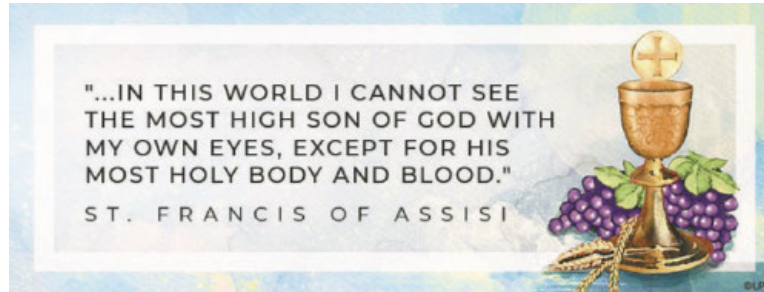 "...IN THIS WORLD I CANNOT SEE
THE MOST HIGH SON OF GOD WITH
MY OWN EYES, EXCEPT FOR HIS
MOST HOLY BODY AND BLOOD."
ST. FRANCIS OF ASSISI
©LPi